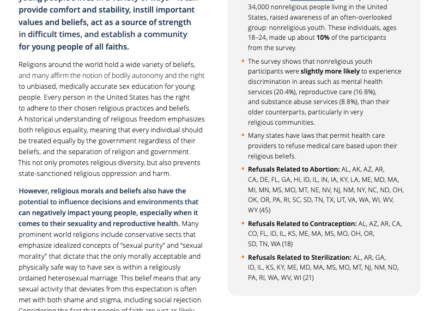 provide comfort and stability, instill important
values and beliefs, act as a source of strength
in difficult times, and establish a community
for young people of all faiths.
Religions around the world hold a wide variety of beliefs,
and many affirm the notion of bodily autonomy and the right
to unbiased, medically accurate sex education for young
people. Every person in the United States has the right
to adhere to their chosen religious practices and beliefs.
A historical understanding of religious freedom emphasizes
both religious equality, meaning that every individual should
be treated equally by the government regardless of their
beliefs, and the separation of religion and government.
This not only promotes religious diversity, but also prevents
state-sanctioned religious oppression and harm.
However, religious morals and beliefs also have the
potential to influence decisions and environments that
can negatively impact young people, especially when it
comes to their sexuality and reproductive health. Many
prominent world religions include conservative sects that
emphasize idealized concepts of “sexual purity” and “sexual
morality” that dictate that the only morally acceptable and
physically safe way to have sex is within a religiously
ordained heterosexual marriage. This belief means that any
sexual activity that deviates from this expectation is often
met with both shame and stigma, including social rejection.
Considering the fact that people of faith are just as likely
34,000 nonreligious people living in the United
States, raised awareness of an often-overlooked
group: nonreligious youth. These individuals, ages
18–24, made up about 10% of the participants
from the survey.
• The survey shows that nonreligious youth
participants were slightly more likely to experience
discrimination in areas such as mental health
services (20.4%), reproductive care (16.8%),
and substance abuse services (8.8%), than their
older counterparts, particularly in very
religious communities.
• Many states have laws that permit health care
providers to refuse medical care based upon their
religious beliefs.
• Refusals Related to Abortion: AL, AK, AZ, AR,
CA, DE, FL, GA, HI, ID, IL, IN, IA, KY, LA, ME, MD, MA,
MI, MN, MS, MO, MT, NE, NV, NJ, NM, NY, NC, ND, OH,
OK, OR, PA, RI, SC, SD, TN, TX, UT, VA, WA, WI, WV,
WY (45)
• Refusals Related to Contraception: AL, AZ, AR, CA,
CO, FL, ID, IL, KS, ME, MA, MS, MO, OH, OR,
SD, TN, WA (18)
• Refusals Related to Sterilization: AL, AR, GA,
ID, IL, KS, KY, ME, MD, MA, MS, MO, MT, NJ, NM, ND,
PA, RI, WA, WV, WI (21)